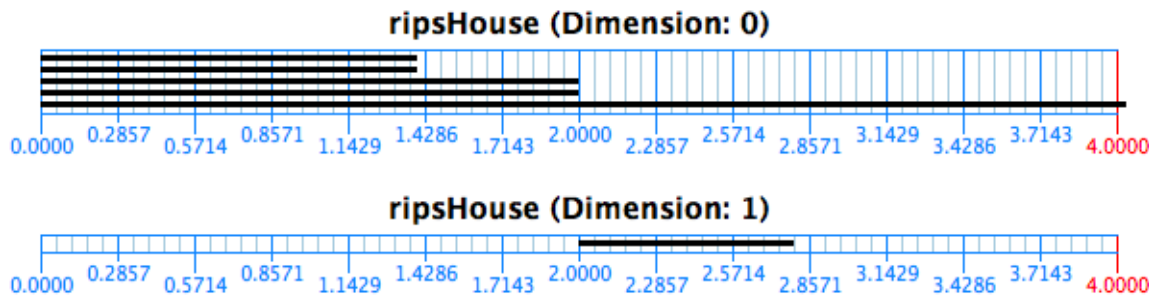 ripsHouse (Dimension: 0)
0.0000 0.2857 0.5714 0.8571 1.1429 1.4286 1.7143 2.0000 2.2857 2.5714 2.8571 3.1429 3.4286 3.7143 4.0000
ripsHouse (Dimension: 1)
0.0000 0.2857 0.5714 0.8571 1.1429 1.4286 1.7143 2.0000 2.2857 2.5714 2.8571 3.1429 3.4286 3.7143 4.0000